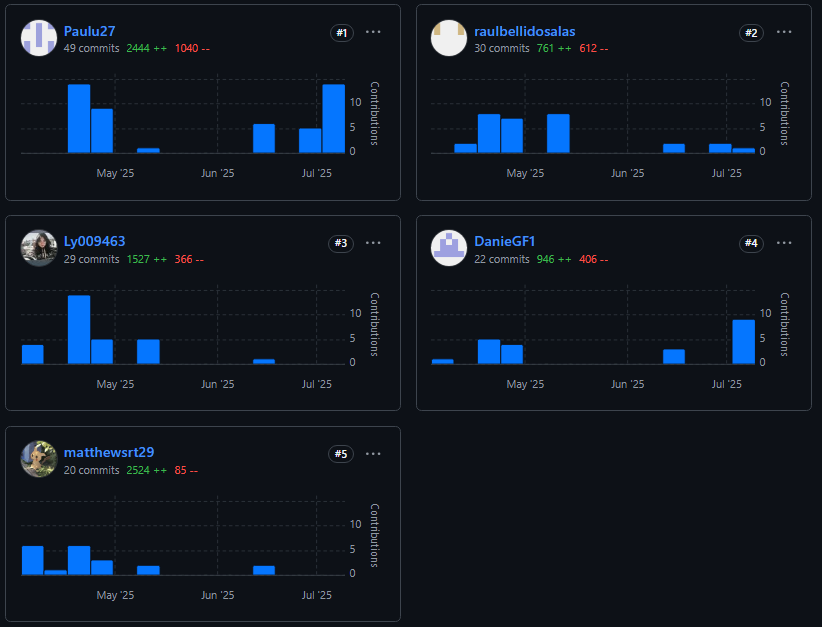 Paulu27 #1 ...
49 commits 2444 ++ 1040 --
Contributions
10
5
0
May '25 Jun '25 Jul '25
raulbellidosalas #2 ...
30 commits 761 ++ 612 --
Contributions
10
5
0
May '25 Jun '25 Jul '25
Ly009463 #3 ...
29 commits 1527 ++ 366 --
Contributions
10
5
0
May '25 Jun '25 Jul '25
DanieGF1 #4 ...
22 commits 946 ++ 406 --
Contributions
10
5
0
May '25 Jun '25 Jul '25
matthewsrt29 #5 ...
20 commits 2524 ++ 85 --
Contributions
10
5
0
May '25 Jun '25 Jul '25